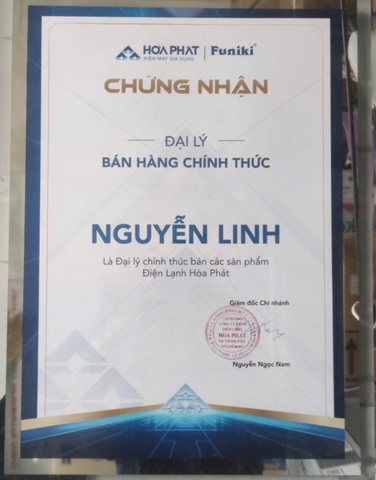 HÒA PHÁT
ĐIỆN MÁY GIA DỤNG
Funiki®
CHỨNG NHẬN
ĐẠI LÝ
BÁN HÀNG CHÍNH THỨC
NGUYỄN LINH
Là Đại lý chính thức bán các sản phẩm
Điện Lạnh Hòa Phát
Giám đốc Chi nhánh
HÒA PHÁT
Nguyễn Ngọc Nam